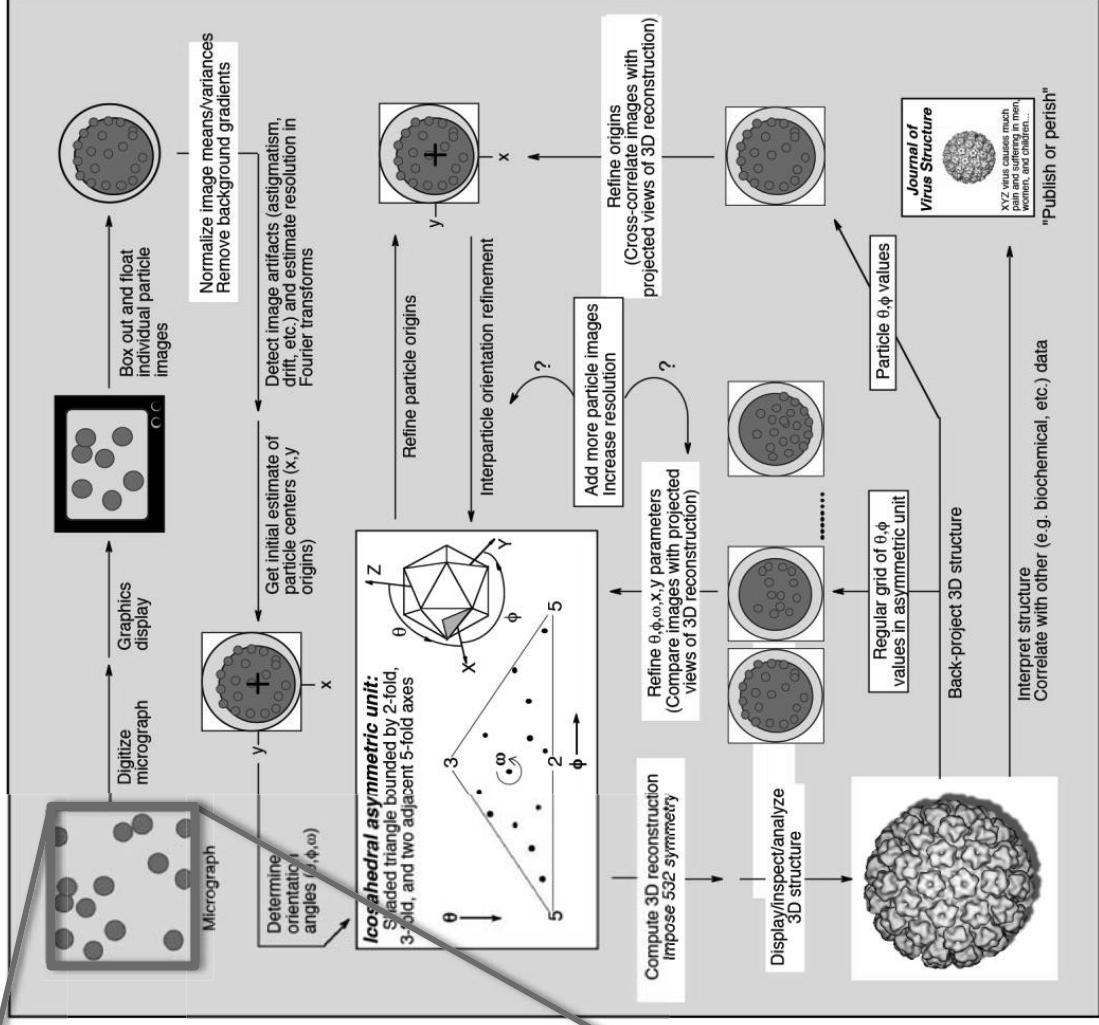 Micrograph
Digitize
micrograph
Graphics
display
Box out and float
individual particle
images
Normalize image means/variances
Remove background gradients
Detect image artifacts (astigmatism,
drift, etc.) and estimate resolution in
Fourier transforms
Get initial estimate of
particle centers (x,y
origins)
y
x
Determine
orientation
angles (θ,ϕ,ω)
Icosahedral asymmetric unit:
Shaded triangle bounded by 2-fold,
3-fold, and two adjacent 5-fold axes
θ
5
3
ω
2
5
ϕ
Z
Y
X
θ
ϕ
Refine particle origins
Interparticle orientation refinement
y
x
Compute 3D reconstruction
Impose 532 symmetry
Display/inspect/analyze
3D structure
Refine θ,ϕ,ω,x,y parameters
(Compare images with projected
views of 3D reconstruction)
Add more particle images
Increase resolution
?
?
Refine origins
(Cross-correlate images with
projected views of 3D reconstruction)
Regular grid of θ,ϕ
values in asymmetric unit
Particle θ,ϕ values
Back-project 3D structure
Interpret structure
Correlate with other (e.g. biochemical, etc.) data
Journal of
Virus Structure
XYZ virus causes much
pain and suffering in men,
women, and children...
"Publish or perish"